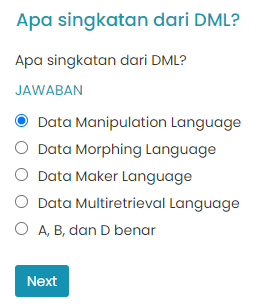 Apa singkatan dari DML?
Apa singkatan dari DML?
JAWABAN
Data Manipulation Language
Data Morphing Language
Data Maker Language
Data Multiretrieval Language
A, B, dan D benar
Next